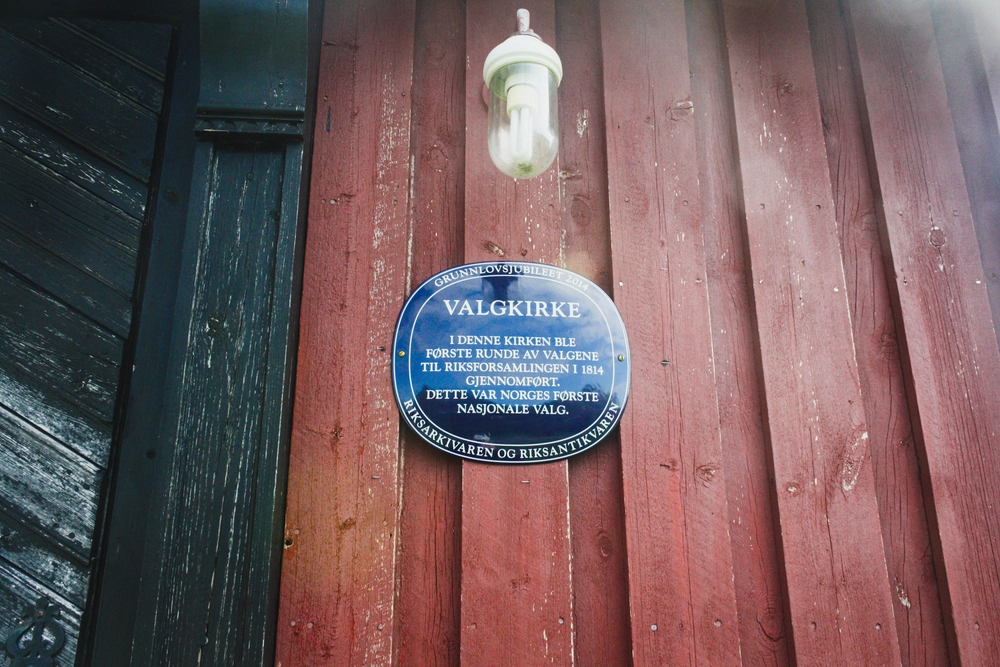 GRUNNLOVSJUBILEET 2014
VALGKIRKE
I DENNE KIRKEN BLE
FØRSTE RUNDE AV VALGENE
TIL RIKSFORSAMLINGEN I 1814
GJENNOMFØRT.
DETTE VAR NORGES FØRSTE
NASJONALE VALG.
RIKSARKIVAREN OG RIKSANTIKVAREN